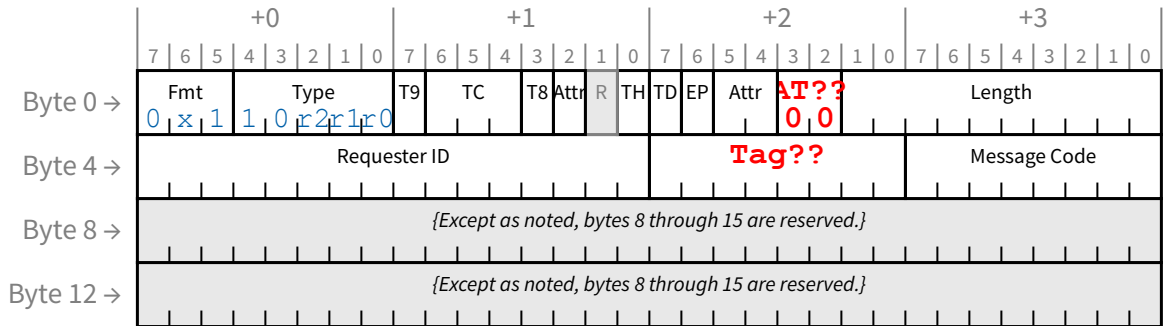 +0 +1 +2 +3
7 6 5 4 3 2 1 0 7 6 5 4 3 2 1 0 7 6 5 4 3 2 1 0 7 6 5 4 3 2 1 0
Byte 0 → Fmt Type T9 TC T8 Attr R TH TD EP Attr AT?? Length
0 x 1 1 0 r2 r1 r0 0 0
Byte 4 → Requester ID Tag?? Message Code
Byte 8 → {Except as noted, bytes 8 through 15 are reserved.}
Byte 12 → {Except as noted, bytes 8 through 15 are reserved.}